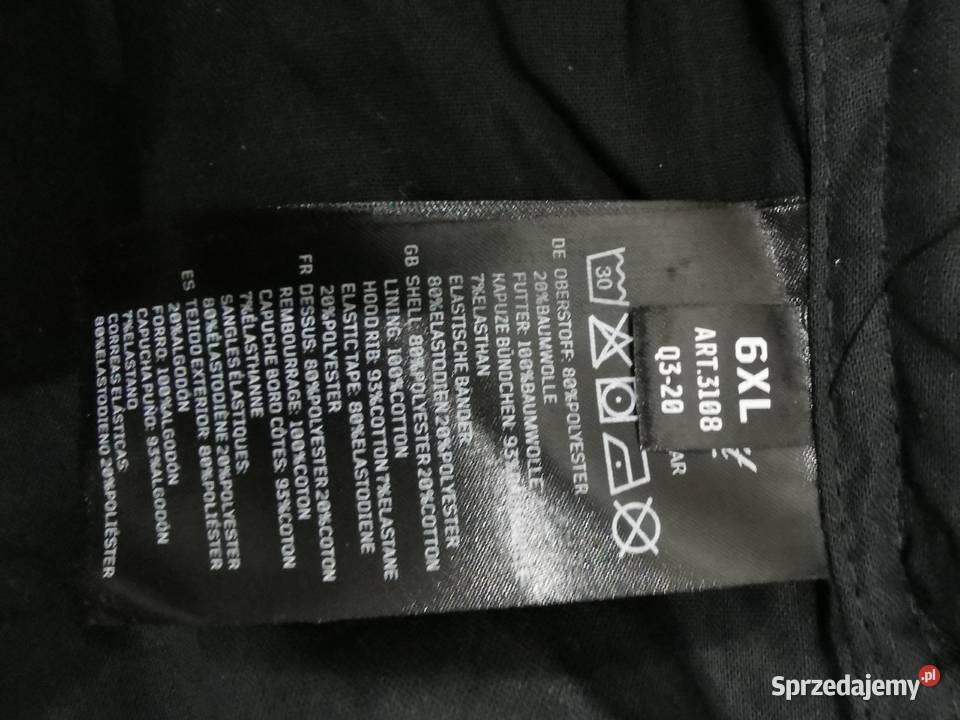 6XL
ART.3108
Q3-20
AR
30
DE OBERSTOFF: 80%POLYESTER
20%BAUMWOLLE
FUTTER: 100%BAUMWOLLE
KAPUZE BÜNDCHEN: 93
7%ELASTHAN
ELASTISCHE BÄNDER
80%ELASTODIEN 20%POLYESTER
GB SHELL: 80%POLYESTER 20%COTTON
LINING: 100%COTTON
HOOD RIB: 93%COTTON 7%ELASTANE
ELASTIC TAPE: 80%ELASTODIENE
20%POLYESTER
FR DESSUS: 80%POLYESTER 20%COTON
REMBOURRAGE: 100%COTON
CAPUCHE BORD CÔTES: 93%COTON
7%ÉLASTHANNE
SANGLES ÉLASTIQUES:
80%ÉLASTODIÈNE 20%POLYESTER
ES TEJIDO EXTERIOR: 80%POLIÉSTER
20%ALGODÓN
FORRO: 100%ALGODÓN
CAPUCHA PUÑO: 93%ALGODÓN
7%ELASTANO
CORREAS ELÁSTICAS:
80%ELASTODIENO 20%POLIÉSTER
Sprzedajemy.pl